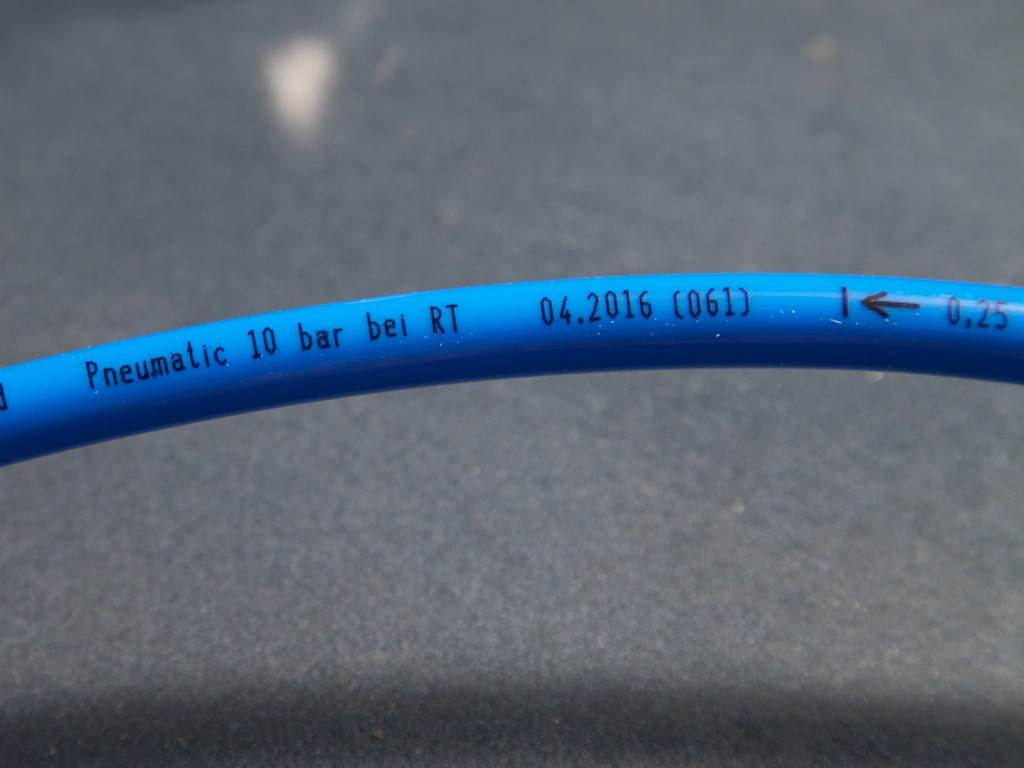 Pneumatic 10 bar bei RT 04.2016 (061) |← 0,25